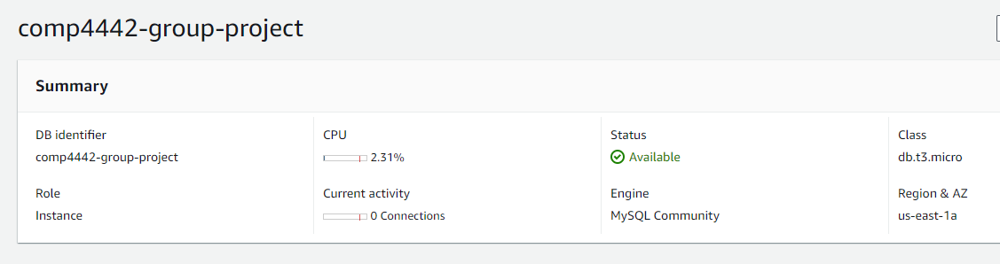 comp4442-group-project
Summary
DB identifier
comp4442-group-project
CPU
2.31%
Status
Available
Class
db.t3.micro
Role
Instance
Current activity
0 Connections
Engine
MySQL Community
Region & AZ
us-east-1a